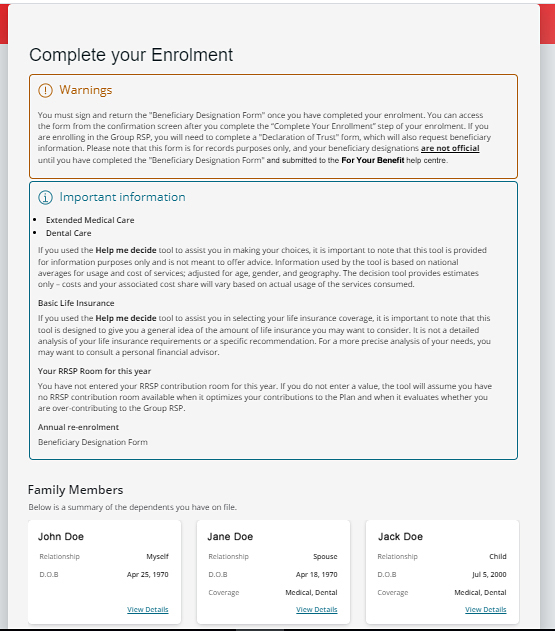 Complete your Enrolment
Warnings
You must sign and return the "Beneficiary Designation Form" once you have completed your enrolment. You can access
the form from the confirmation screen after you complete the "Complete Your Enrollment" step of your enrolment. If you
are enrolling in the Group RSP, you will need to complete a "Declaration of Trust" form, which will also request beneficiary
information. Please note that this form is for records purposes only, and your beneficiary designations are not official
until you have completed the "Beneficiary Designation Form" and submitted to the For Your Benefit help centre.
Important information
• Extended Medical Care
• Dental Care
If you used the Help me decide tool to assist you in making your choices, it is important to note that this tool is provided
for information purposes only and is not meant to offer advice. Information used by the tool is based on national
averages for usage and cost of services; adjusted for age, gender, and geography. The decision tool provides estimates
only – costs and your associated cost share will vary based on actual usage of the services consumed.
Basic Life Insurance
If you used the Help me decide tool to assist you in selecting your life insurance coverage, it is important to note that this
tool is designed to give you a general idea of the amount of life insurance you may want to consider. It is not a detailed
analysis of your life insurance requirements or a specific recommendation. For a more precise analysis of your needs, you
may want to consult a personal financial advisor.
Your RRSP Room for this year
You have not entered your RRSP contribution room for this year. If you do not enter a value, the tool will assume you have
no RRSP contribution room available when it optimizes your contributions to the Plan and when it evaluates whether you
are over-contributing to the Group RSP.
Annual re-enrolment
Beneficiary Designation Form
Family Members
Below is a summary of the dependents you have on file.
John Doe
Relationship Myself
D.O.B Apr 25, 1970
View Details
Jane Doe
Relationship Spouse
D.O.B Apr 18, 1970
Coverage Medical, Dental
View Details
Jack Doe
Relationship Child
D.O.B Jul 5, 2000
Coverage Medical, Dental
View Details